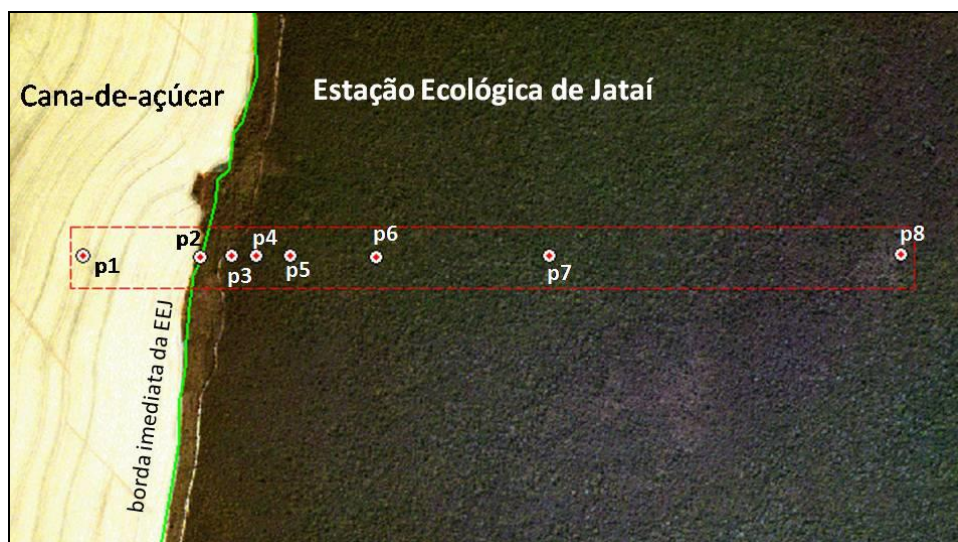 Cana-de-açúcar
Estação Ecológica de Jataí
p1
p2
p3
p4
p5
p6
p7
p8
borda imediata da EEJ